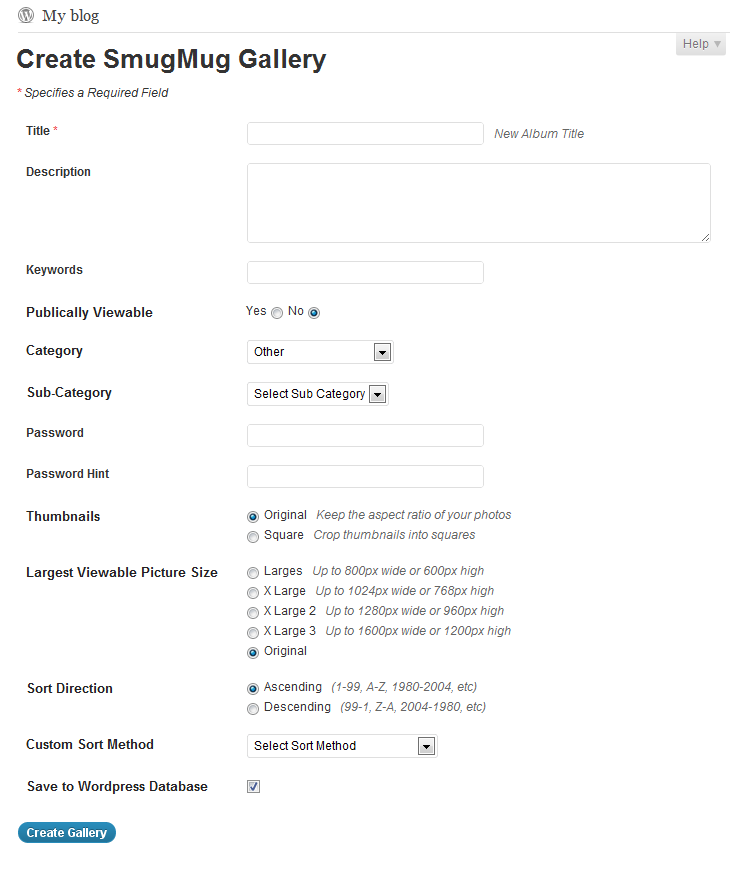 My blog
Help
Create SmugMug Gallery
* Specifies a Required Field
Title * New Album Title
Description
Keywords
Publically Viewable Yes No
Category Other
Sub-Category Select Sub Category
Password
Password Hint
Thumbnails Original Keep the aspect ratio of your photos
Square Crop thumbnails into squares
Largest Viewable Picture Size Larges Up to 800px wide or 600px high
X Large Up to 1024px wide or 768px high
X Large 2 Up to 1280px wide or 960px high
X Large 3 Up to 1600px wide or 1200px high
Original
Sort Direction Ascending (1-99, A-Z, 1980-2004, etc)
Descending (99-1, Z-A, 2004-1980, etc)
Custom Sort Method Select Sort Method
Save to Wordpress Database
Create Gallery